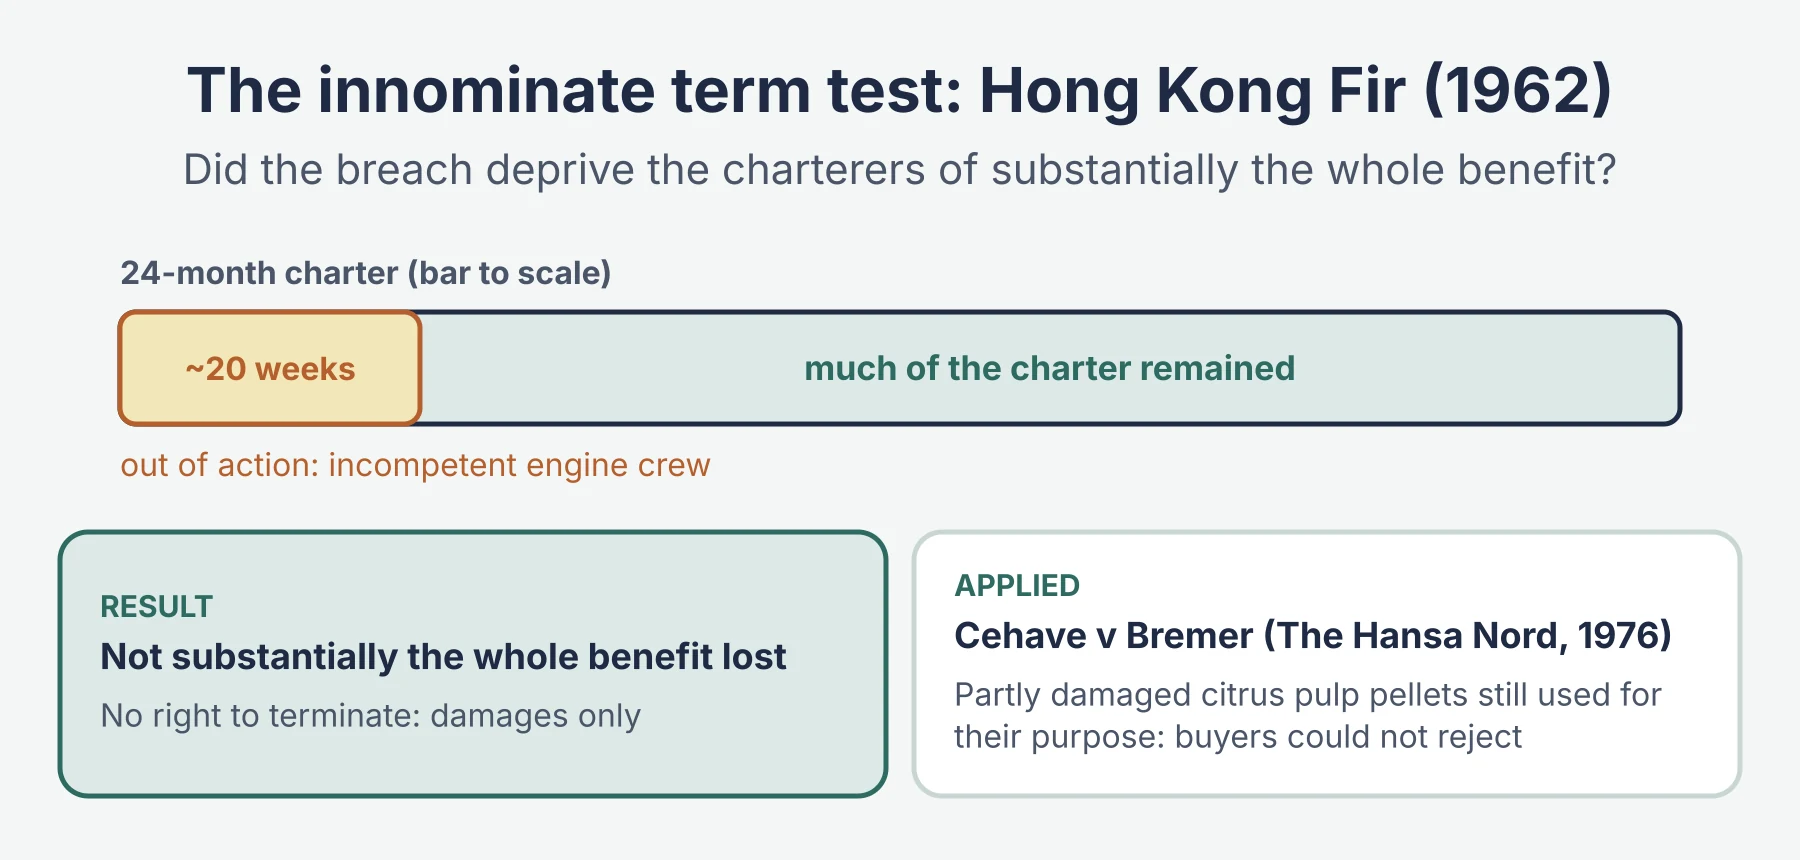 The innominate term test: Hong Kong Fir (1962)
Did the breach deprive the charterers of substantially the whole benefit?
24-month charter (bar to scale)
~20 weeks
much of the charter remained
out of action: incompetent engine crew
RESULT
Not substantially the whole benefit lost
No right to terminate: damages only
APPLIED
Cehave v Bremer (The Hansa Nord, 1976)
Partly damaged citrus pulp pellets still used for
their purpose: buyers could not reject